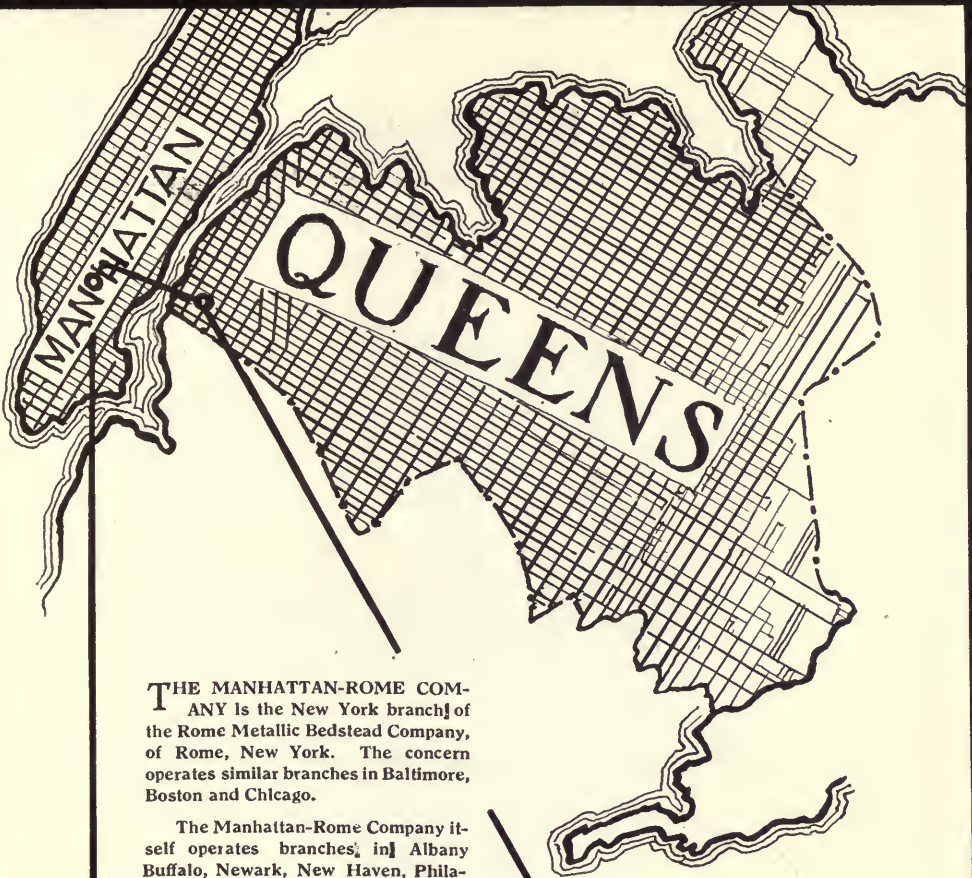 MANHATTAN
QUEENS
THE MANHATTAN-ROME COM-
ANY is the New York branch of
the Rome Metallic Bedstead Company,
of Rome, New York. The concern
operates similar branches in Baltimore,
Boston and Chicago.
The Manhattan-Rome Company it-
self operates branches, in Albany
Buffalo, Newark, New Haven, Phila-